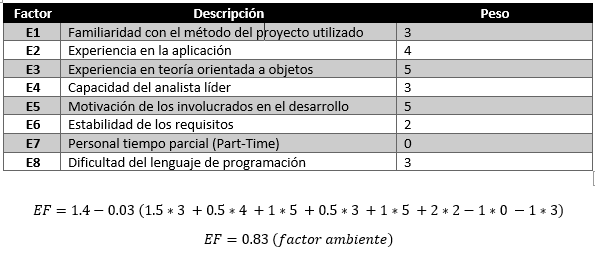 Factor Descripción Peso
E1 Familiaridad con el método del proyecto utilizado 3
E2 Experiencia en la aplicación 4
E3 Experiencia en teoría orientada a objetos 5
E4 Capacidad del analista líder 3
E5 Motivación de los involucrados en el desarrollo 5
E6 Estabilidad de los requisitos 2
E7 Personal tiempo parcial (Part-Time) 0
E8 Dificultad del lenguaje de programación 3
EF = 1.4 − 0.03 (1.5 * 3 + 0.5 * 4 + 1 * 5 + 0.5 * 3 + 1 * 5 + 2 * 2 − 1 * 0 − 1 * 3)
EF = 0.83 (factor ambiente)